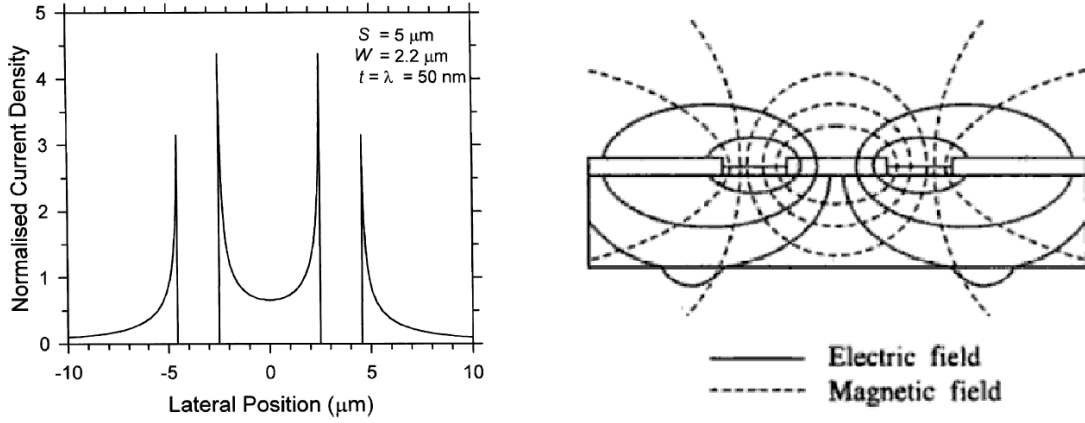 5
4
3
2
1
0
Normalised Current Density
S = 5 μm
W = 2.2 μm
t = λ = 50 nm
-10
-5
0
5
10
Lateral Position (μm)
Electric field
Magnetic field